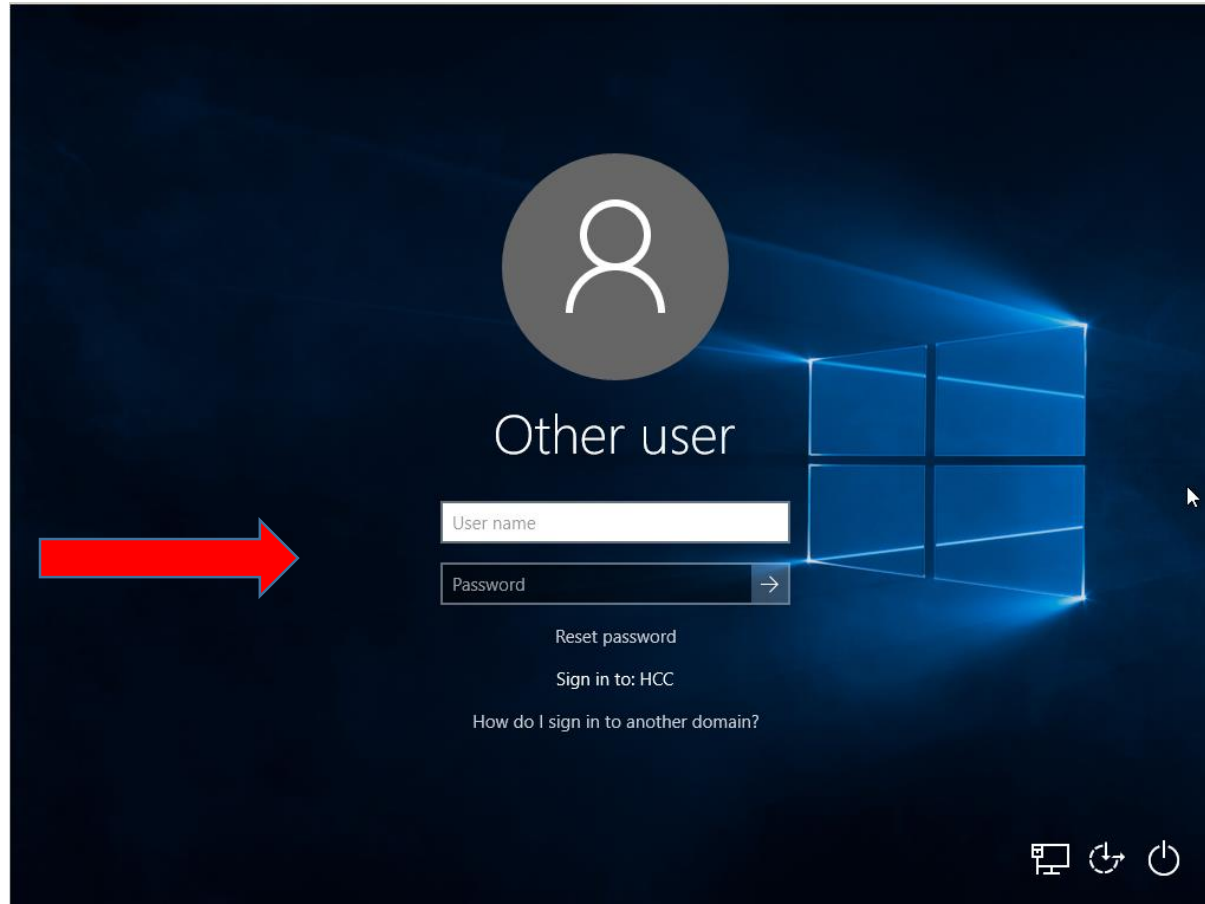 Other user
User name
Password
Reset password
Sign in to: HCC
How do I sign in to another domain?